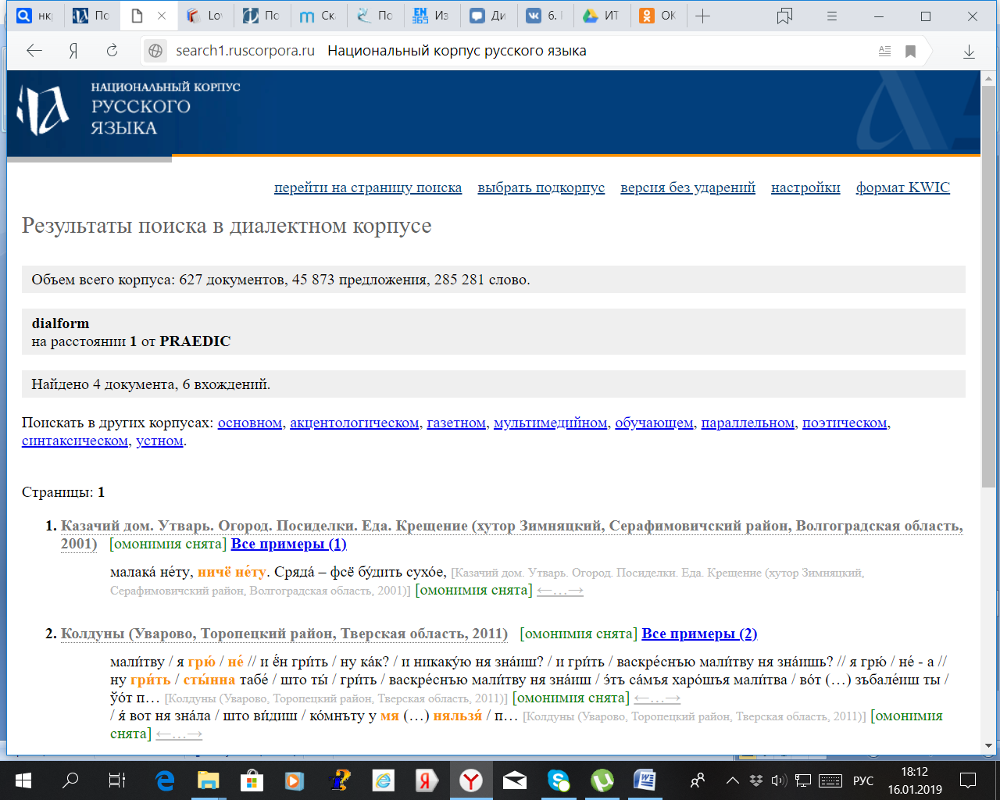 нк
По
Lov
По
Ск
По
EN 365
Из
Ди
6. 
ИТ
ОК
Я
search1.ruscorpora.ru Национальный корпус русского языка
НАЦИОНАЛЬНЫЙ КОРПУС
РУССКОГО
ЯЗЫКА
перейти на страницу поиска выбрать подкорпус версия без ударений настройки формат KWIC
Результаты поиска в диалектном корпусе
Объем всего корпуса: 627 документов, 45 873 предложения, 285 281 слово.
dialform
на расстоянии 1 от PRAEDIC
Найдено 4 документа, 6 вхождений.
Поискать в других корпусах: основном, акцентологическом, газетном, мультимедийном, обучающем, параллельном, поэтическом,
синтаксическом, устном.
Страницы: 1
1. Казачий дом. Утварь. Огород. Посиделки. Еда. Крещение (хутор Зимняцкий, Серафимовичский район, Волгоградская область,
2001) [омонимия снята] Все примеры (1)
малака́ не́ту, ничё не́ту. Сряда́ – фсё бу́дить сухо́е, [Казачий дом. Утварь. Огород. Посиделки. Еда. Крещение (хутор Зимняцкий,
Серафимовичский район, Волгоградская область, 2001)] [омонимия снята] ←…→
2. Колдуны (Уварово, Торопецкий район, Тверская область, 2011) [омонимия снята] Все примеры (2)
мали́тву / я грю́ / не́ // и ё́н гри́ть / ну ка́к? / и никаку́ю ня зна́иш? / и гри́ть / васкре́снью мали́тву ня зна́ишь? // я грю́ / не́ - а //
ну гри́ть / сты́нна табе́ / што ты́ / гри́ть / васкре́сньюу мали́тву ня зна́иш / э́тъ са́мъя харо́шъя мали́тва / во́т (…) зъбале́иш ты /
ўо́т п… [Колдуны (Уварово, Торопецкий район, Тверская область, 2011)] [омонимия снята] ←…→
/ я́ вот ня зна́ла / што ви́диш / ко́мнъту у мя (…) няльзя́ / п… [Колдуны (Уварово, Торопецкий район, Тверская область, 2011)] [омонимия
снята] ←…→
РУС
18:12
16.01.2019